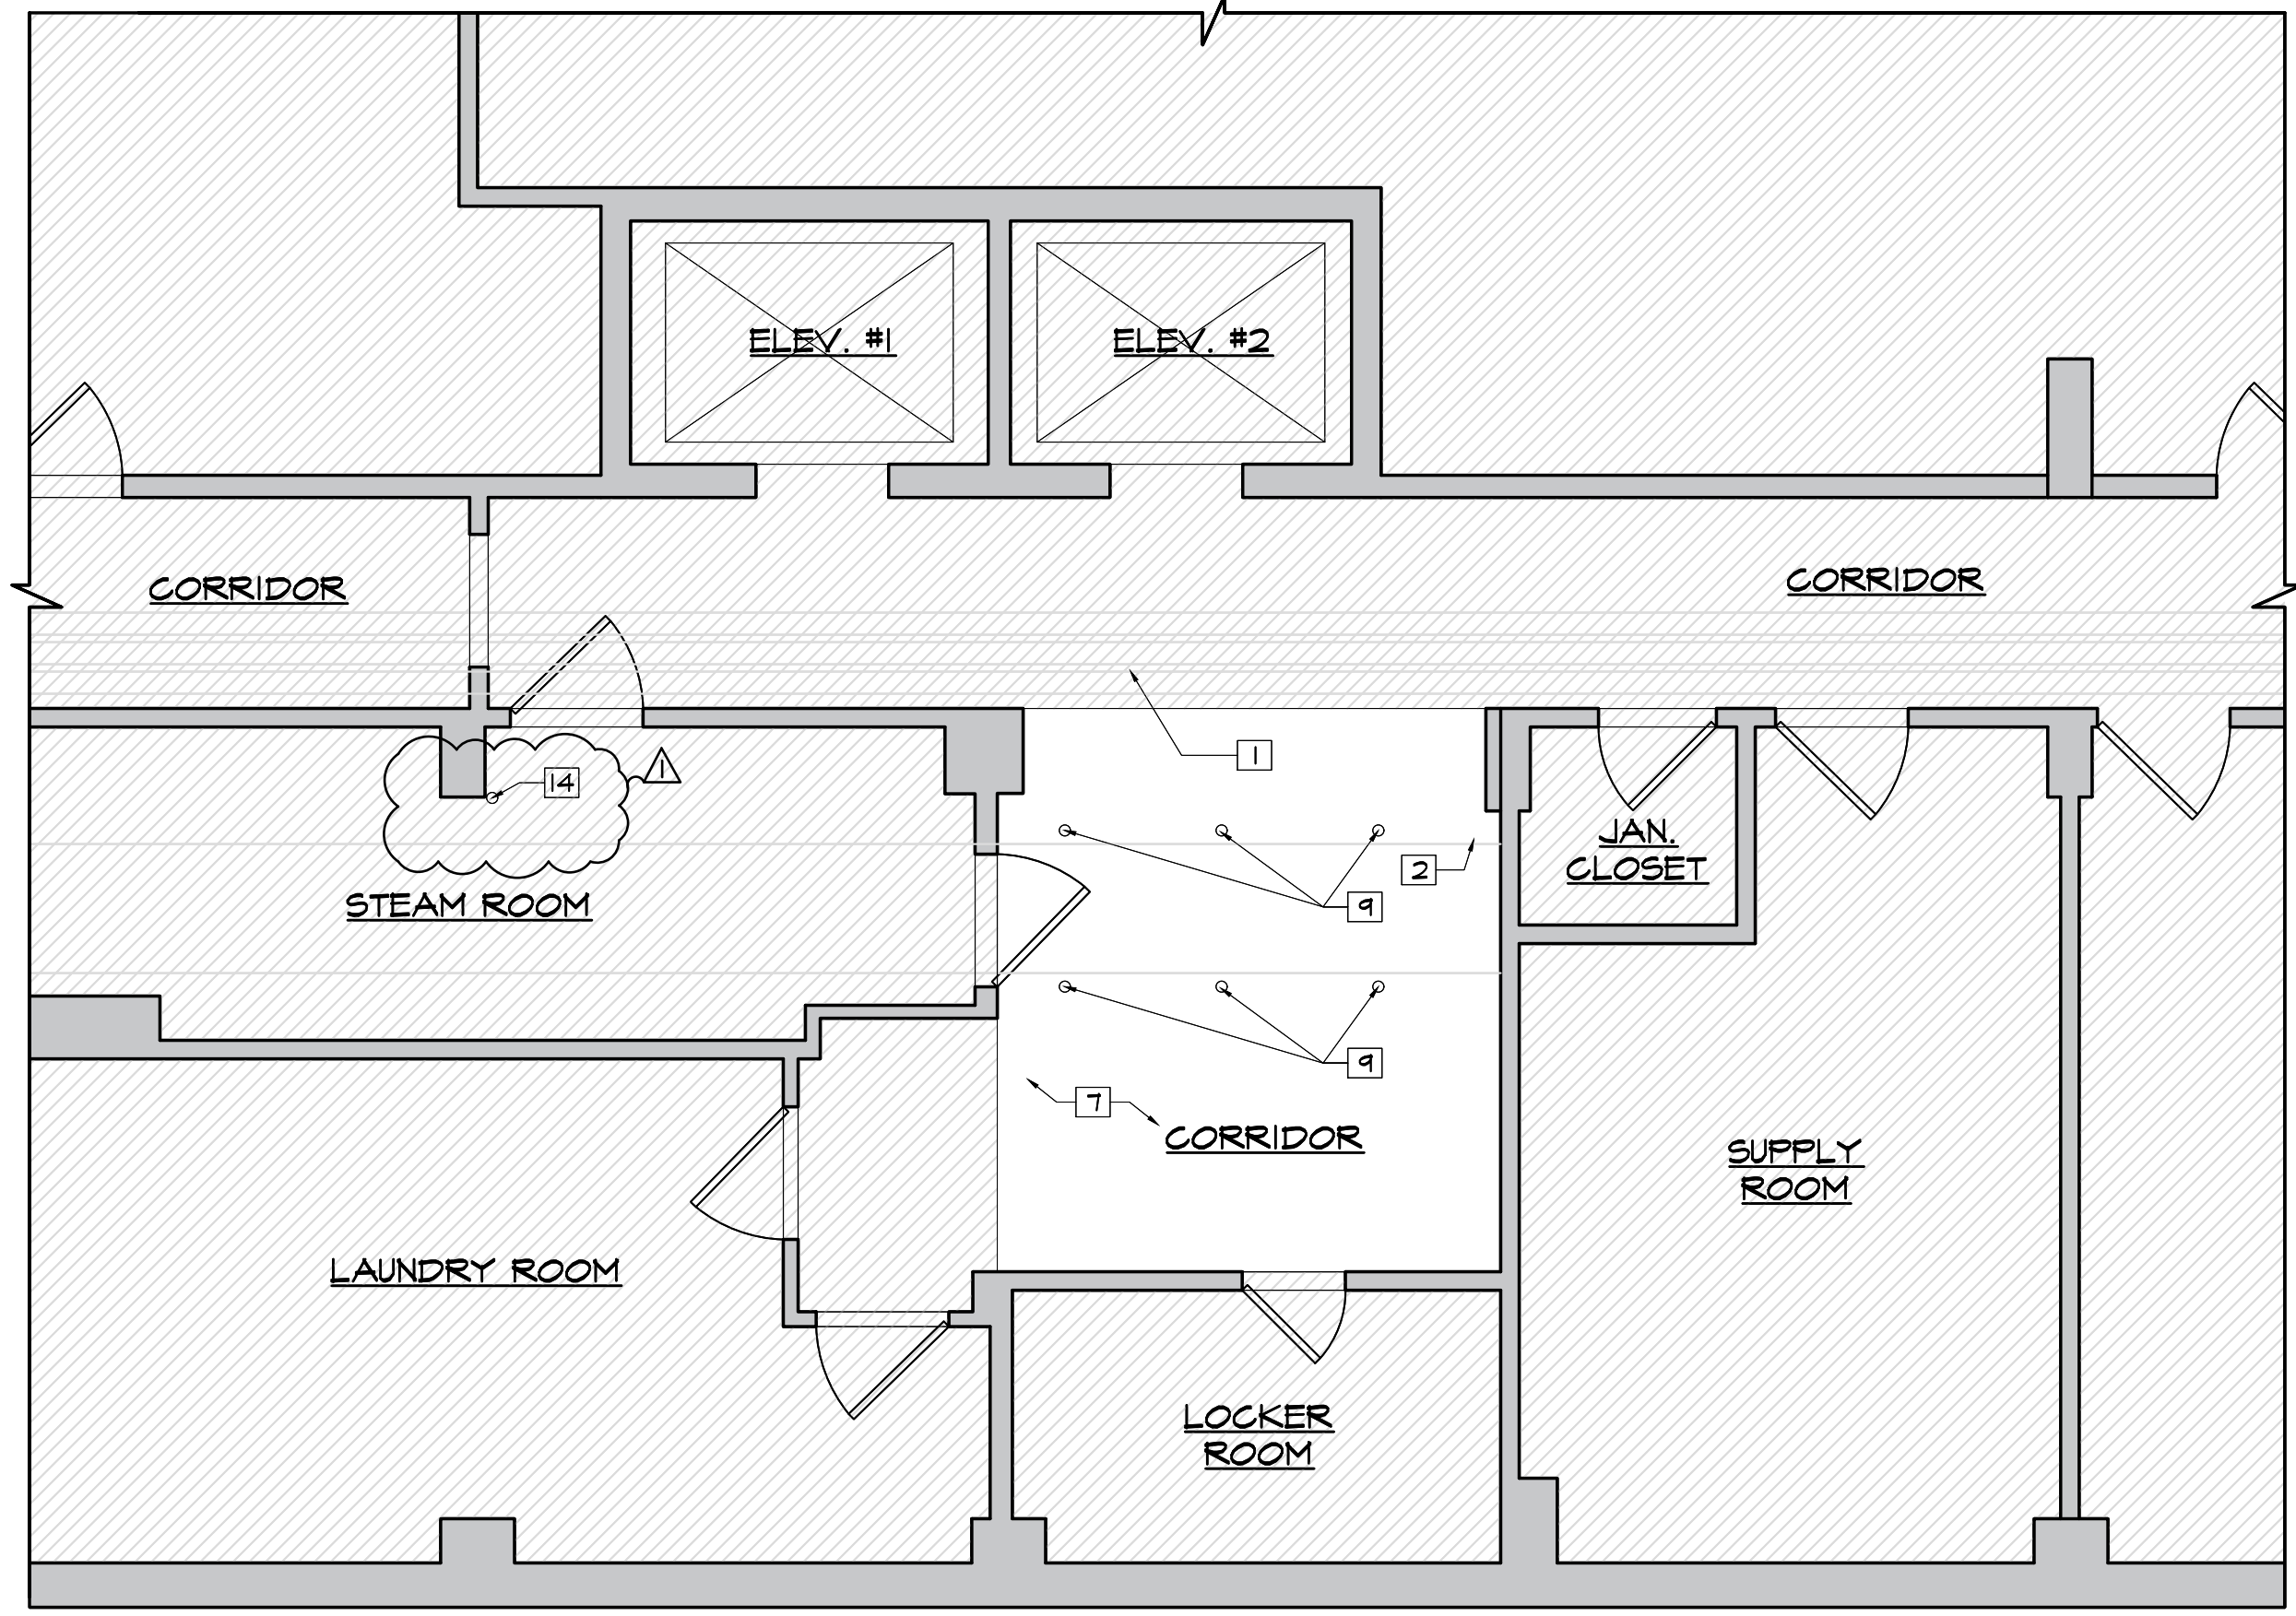 ELEV. #1
ELEV. #2
CORRIDOR
CORRIDOR
1
14
1
JAN.
CLOSET
2
9
STEAM ROOM
9
7
CORRIDOR
SUPPLY
ROOM
LAUNDRY ROOM
LOCKER
ROOM